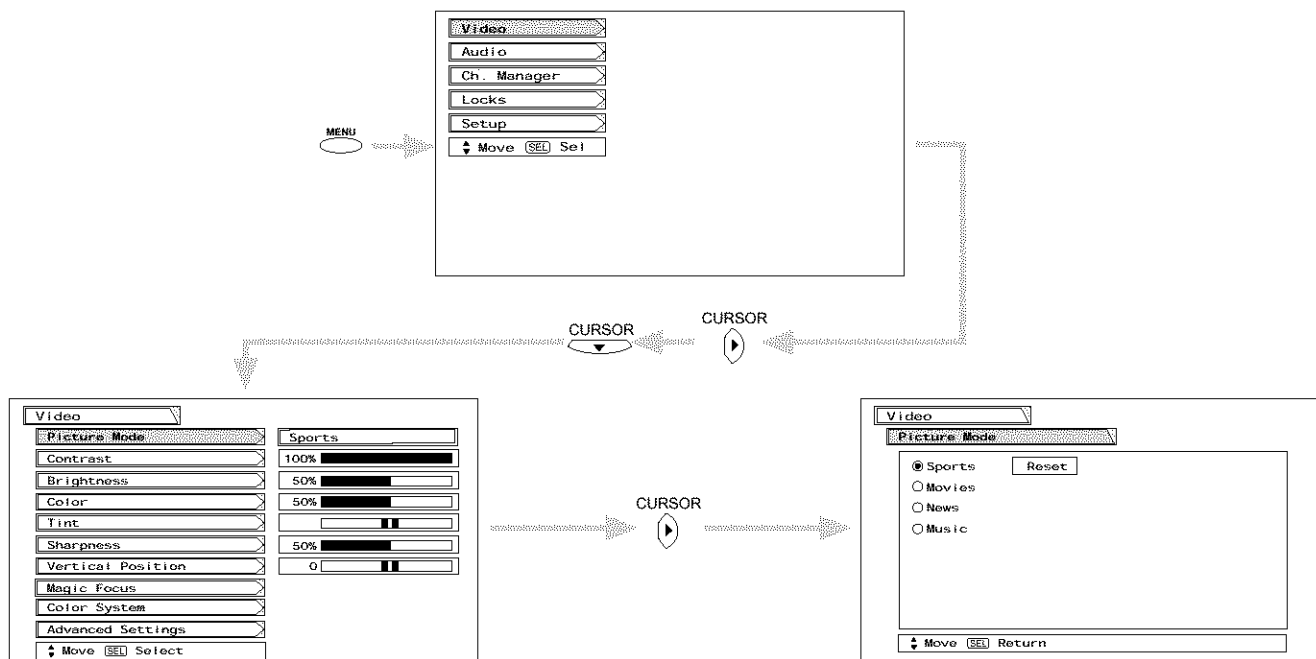 MENU
Video
Audio
Ch. Manager
Locks
Setup
Move SEL Sel
CURSOR
CURSOR
Video
Picture Mode Sports
Contrast 100%
Brightness 50%
Color 50%
Tint
Sharpness 50%
Vertical Position 0
Magic Focus
Color System
Advanced Settings
Move SEL Select
CURSOR
Video
Picture Mode
Sports Reset
Movies
News
Music
Move SEL Return